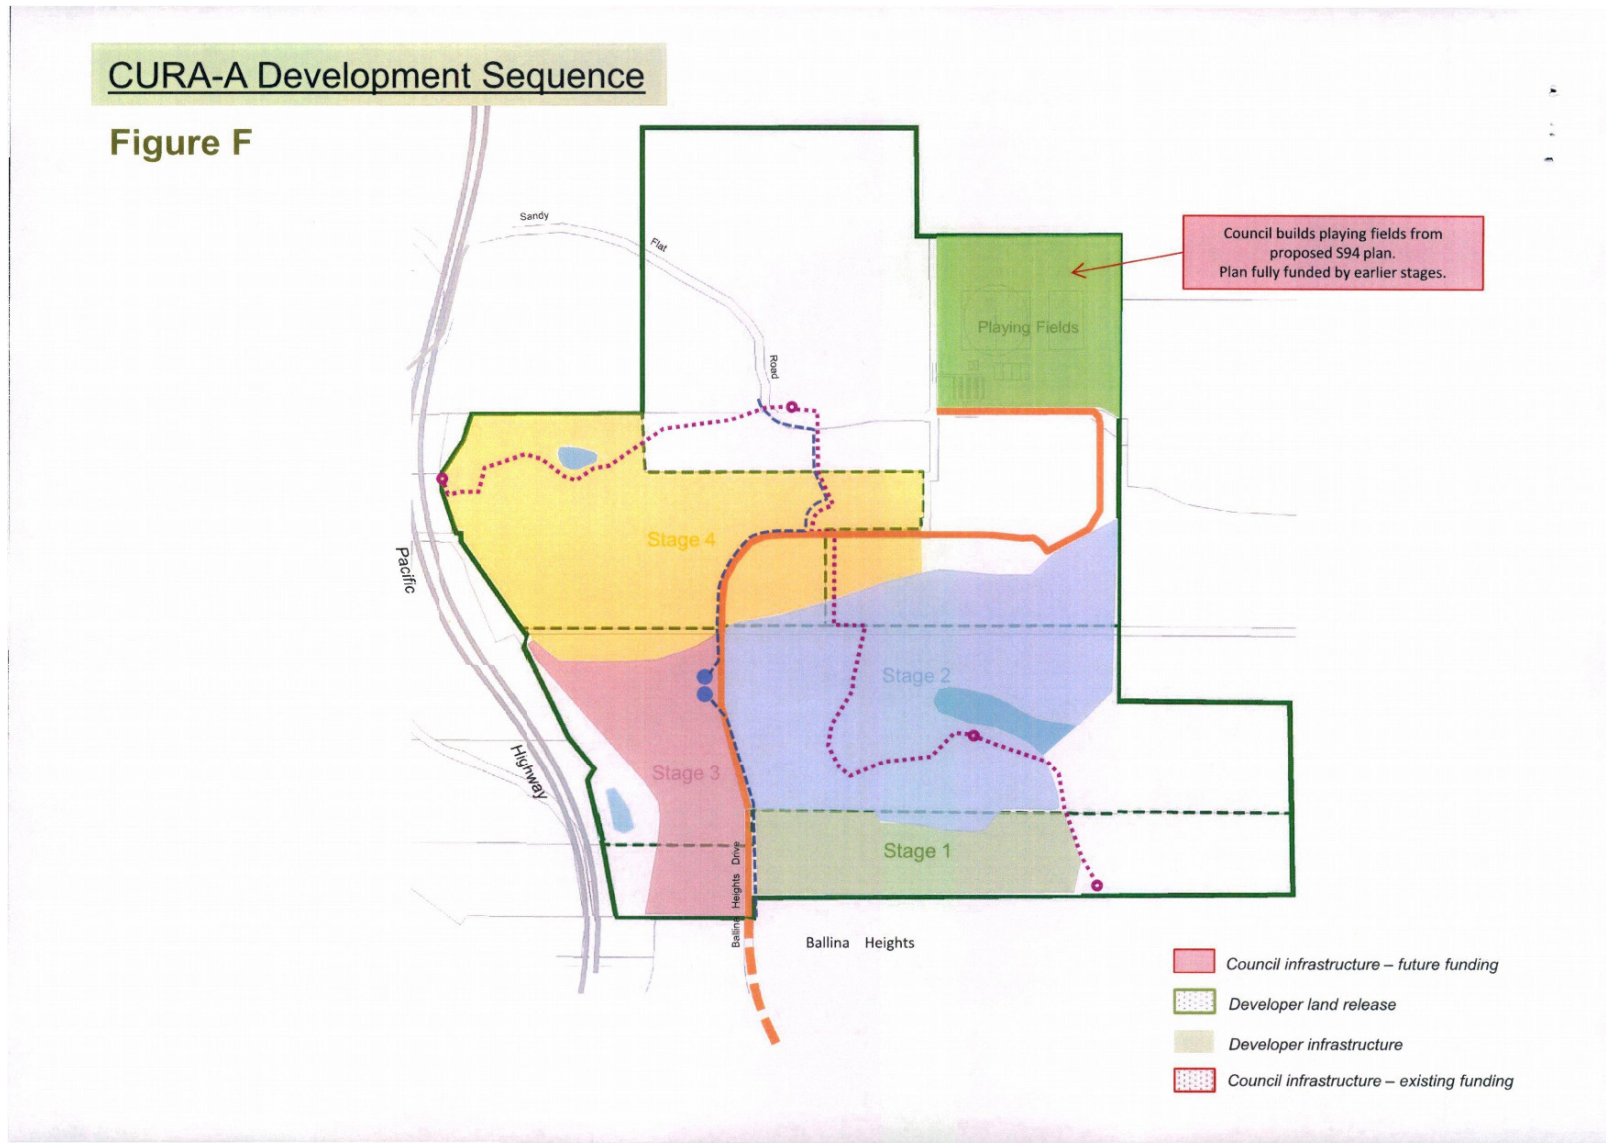 CURA-A Development Sequence
Figure F
Sandy
Flat
Road
Council builds playing fields from
proposed S94 plan.
Plan fully funded by earlier stages.
Playing Fields
Stage 4
Pacific
Stage 2
Highway
Stage 3
Stage 1
Ballina Heights Drive
Ballina Heights
Council infrastructure – future funding
Developer land release
Developer infrastructure
Council infrastructure – existing funding